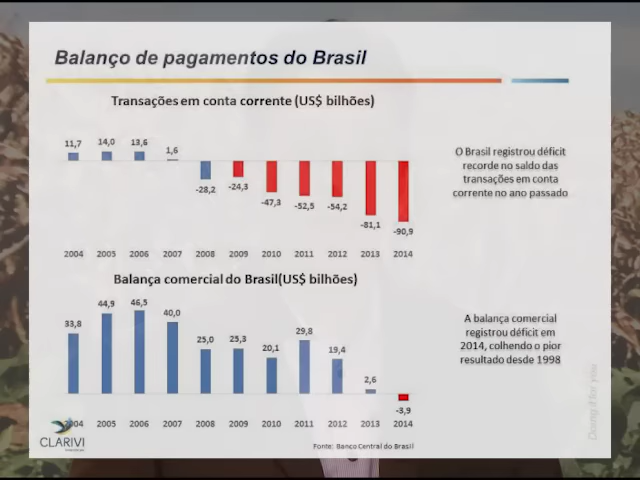 Balanço de pagamentos do Brasil
Transações em conta corrente (US$ bilhões)
11,7 14,0 13,6 1,6 -28,2 -24,3 -47,3 -52,5 -54,2 -81,1 -90,9
2004 2005 2006 2007 2008 2009 2010 2011 2012 2013 2014
O Brasil registrou déficit
recorde no saldo das
transações em conta
corrente no ano passado
Balança comercial do Brasil(US$ bilhões)
33,8 44,9 46,5 40,0 25,0 25,3 20,1 29,8 19,4 2,6 -3,9
2004 2005 2006 2007 2008 2009 2010 2011 2012 2013 2014
A balança comercial
registrou déficit em
2014, colhendo o pior
resultado desde 1998
Doing it for you
CLARIVI
Fonte: Banco Central do Brasil